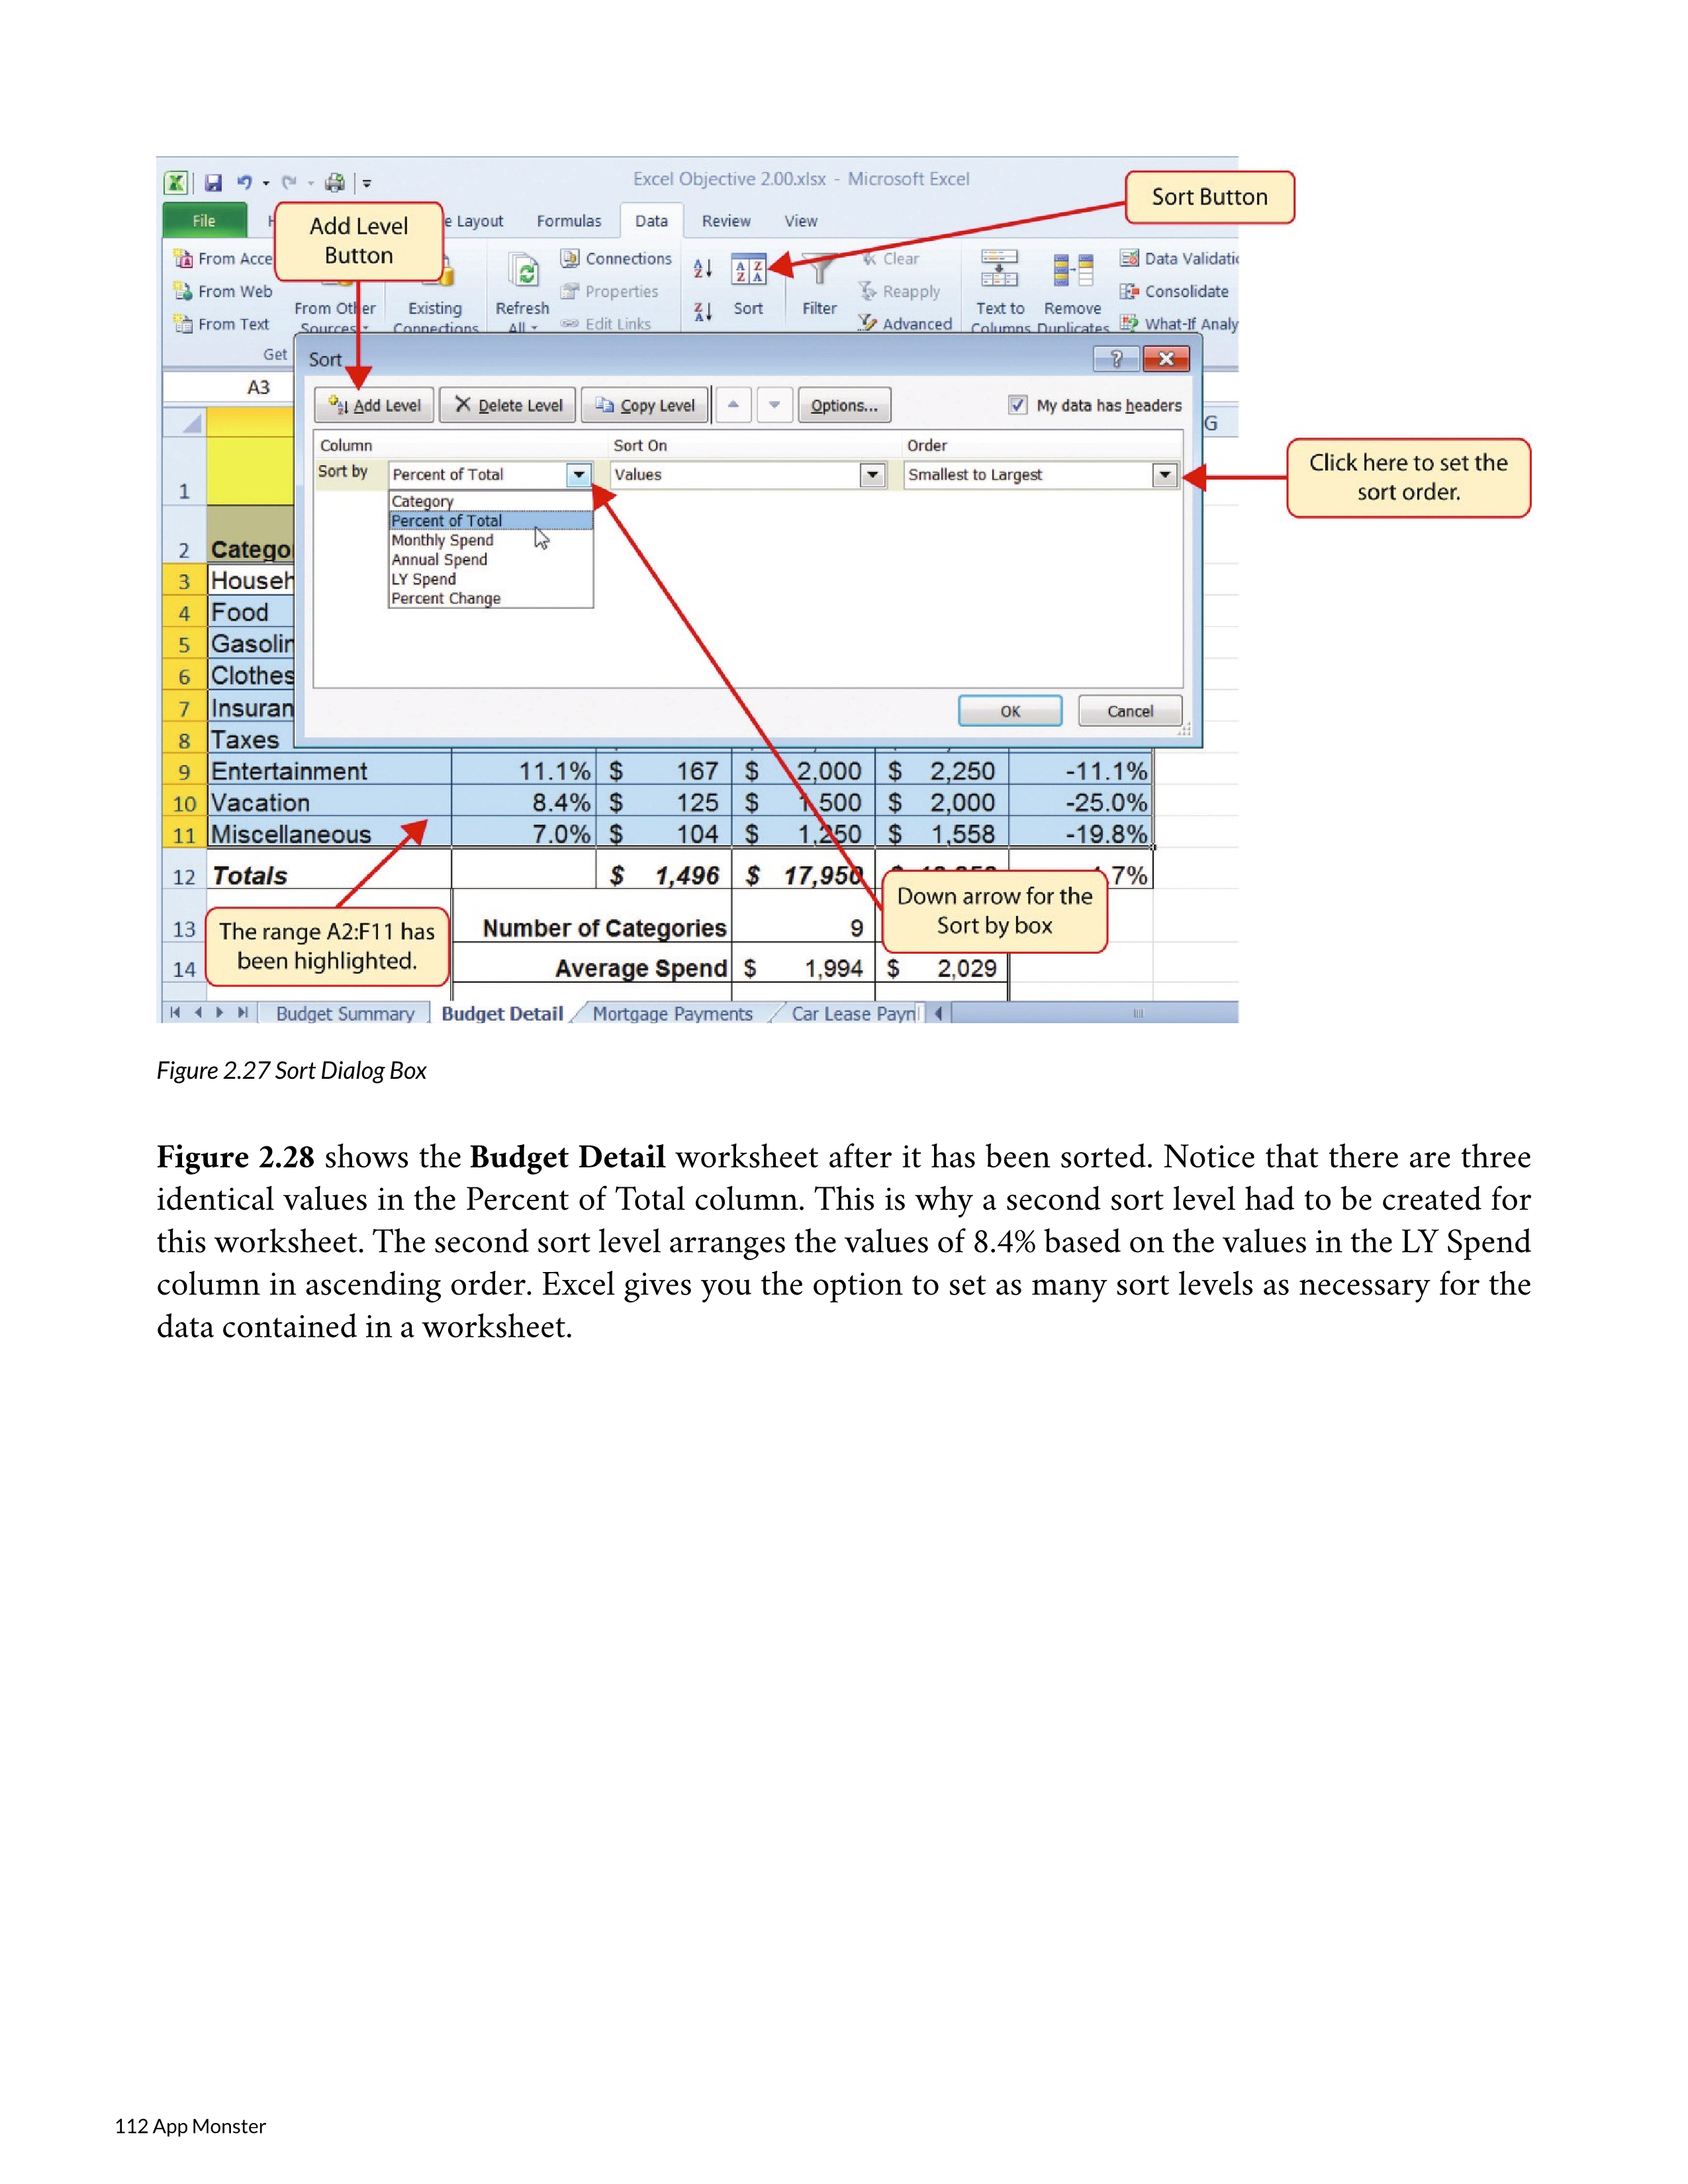 Excel Objective 2.00.xlsx - Microsoft Excel
Sort Button
File
Add Level
Button
e Layout
Formulas
Data
Review
View
From Acce
From Web
From Text
From Other
Sources
Existing
Connections
Refresh
All
Connections
Properties
Edit Links
Sort
Filter
Clear
Reapply
Advanced
Text to
Columns
Remove
Duplicates
Data Validati
Consolidate
What-If Analy
Get
Sort
A3
Add Level
Delete Level
Copy Level
Options...
My data has headers
G
Column
Sort On
Order
Sort by
Percent of Total
Values
Smallest to Largest
Click here to set the
sort order.
Category
Percent of Total
Monthly Spend
Annual Spend
LY Spend
Percent Change
1
2 Catego
3 Househ
4 Food
5 Gasolin
6 Clothes
7 Insuran
8 Taxes
OK
Cancel
9 Entertainment 11.1% $ 167 $ 2,000 $ 2,250 -11.1%
10 Vacation 8.4% $ 125 $ 1,500 $ 2,000 -25.0%
11 Miscellaneous 7.0% $ 104 $ 1,250 $ 1,558 -19.8%
12 Totals $ 1,496 $ 17,950 .7%
Down arrow for the
Sort by box
The range A2:F11 has
been highlighted.
13 Number of Categories 9
14 Average Spend $ 1,994 $ 2,029
Budget Summary
Budget Detail
Mortgage Payments
Car Lease Payn
Figure 2.27 Sort Dialog Box
Figure 2.28 shows the Budget Detail worksheet after it has been sorted. Notice that there are three
identical values in the Percent of Total column. This is why a second sort level had to be created for
this worksheet. The second sort level arranges the values of 8.4% based on the values in the LY Spend
column in ascending order. Excel gives you the option to set as many sort levels as necessary for the
data contained in a worksheet.
112 App Monster